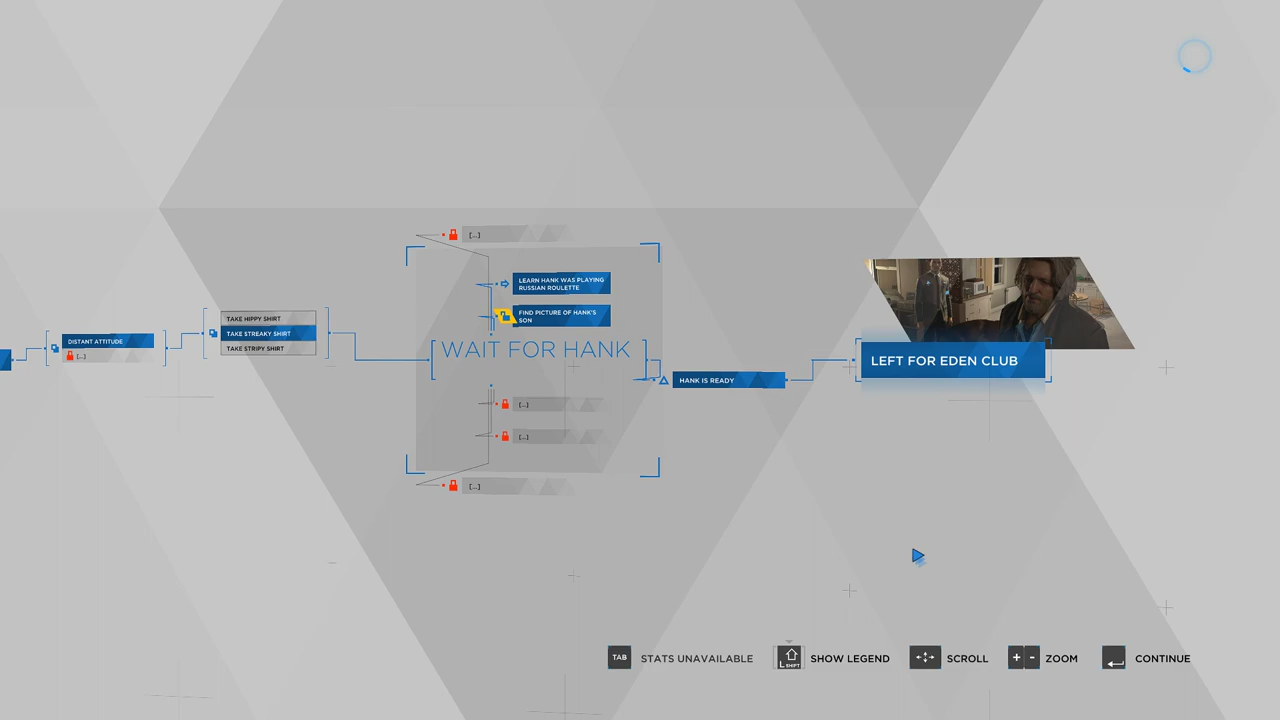 [...]
LEARN HANK WAS PLAYING
RUSSIAN ROULETTE
FIND PICTURE OF HANK'S
SON
DISTANT ATTITUDE
[...]
TAKE HIPPY SHIRT
TAKE STREAKY SHIRT
TAKE STRIPY SHIRT
WAIT FOR HANK
HANK IS READY
LEFT FOR EDEN CLUB
[...]
[...]
[...]
TAB STATS UNAVAILABLE
L SHIFT SHOW LEGEND
SCROLL
+ - ZOOM
CONTINUE